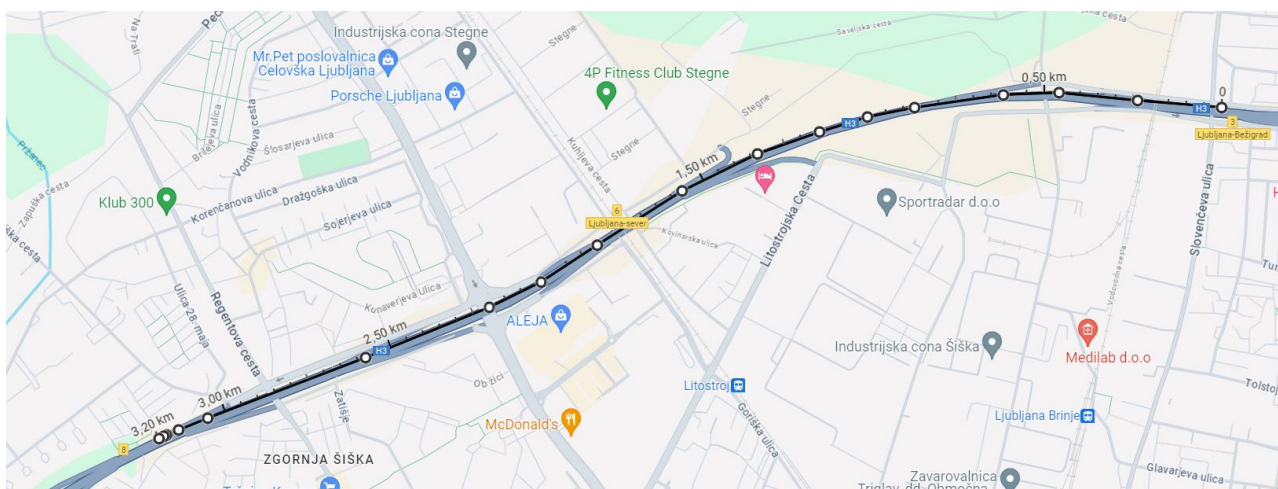 Na Trati
Industrijska cona Stegne
Stegne
Saseljska cesta
Mr.Pet poslovalnica
Celovška Ljubljana
4P Fitness Club Stegne
0,50 km
0
Porsche Ljubljana
Stegne
H3
H3
3
Ljubljana-Bežigrad
Brilejeva ulica
Vodnikova cesta
Šlosarjeva ulica
Kuhljeva cesta
Stegne
Pržanec
Zapuška cesta
1,50 km
Klub 300
Korenčanova ulica
Dražgoška ulica
Sojerjeva ulica
6
Ljubljana-sever
Kovinarska ulica
Litostrojska Cesta
Sportradar d.o.o
Slovenčeva ulica
Vodovodna cesta
Kunaverjeva Ulica
Ulica 28. maja
Regentova cesta
2,50 km
H3
ALEJA
Industrijska cona Šiška
Medilab d.o.o
Ob žici
Litostroj
3,00 km
Zatišje
3,20 km
McDonald's
Goriška ulica
Ljubljana Brinje
8
ZGORNJA ŠIŠKA
Glavarjeva ulica
Zavarovalnica
Triglav, dd, Območna